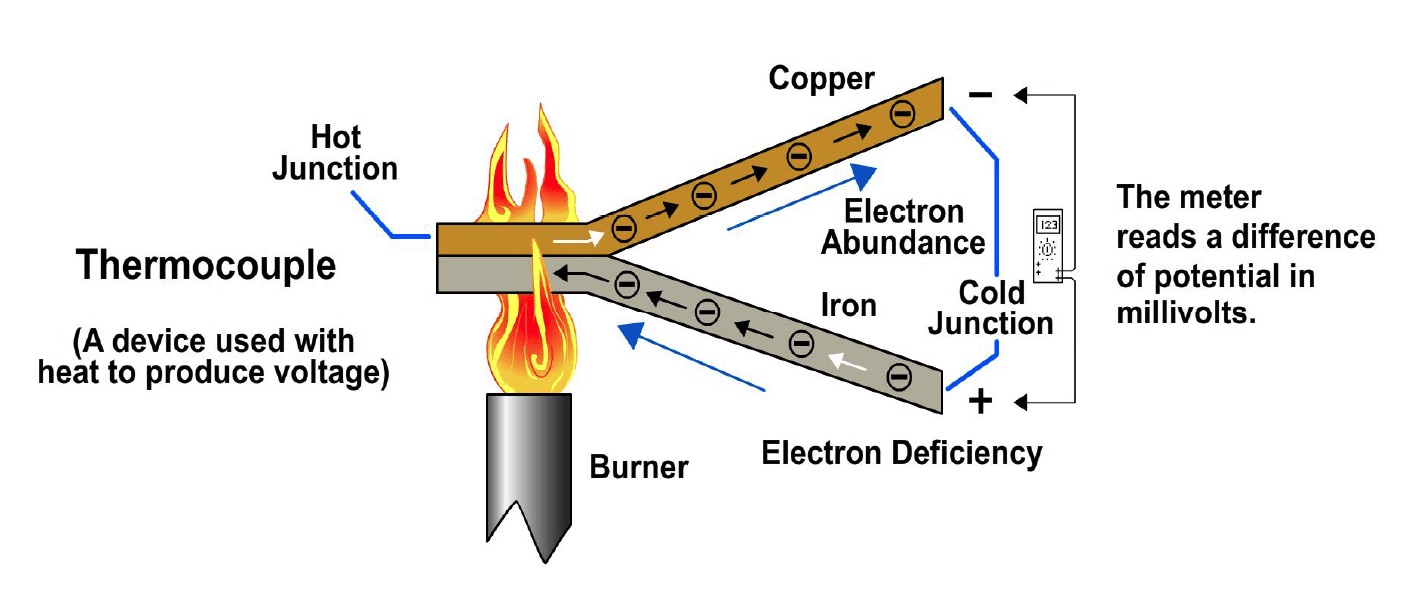 Copper
−
Hot
Junction
The meter
reads a difference
of potential in
millivolts.
Electron
Abundance
123
Thermocouple
Iron
Cold
Junction
(A device used with
heat to produce voltage)
+
Electron Deficiency
Burner